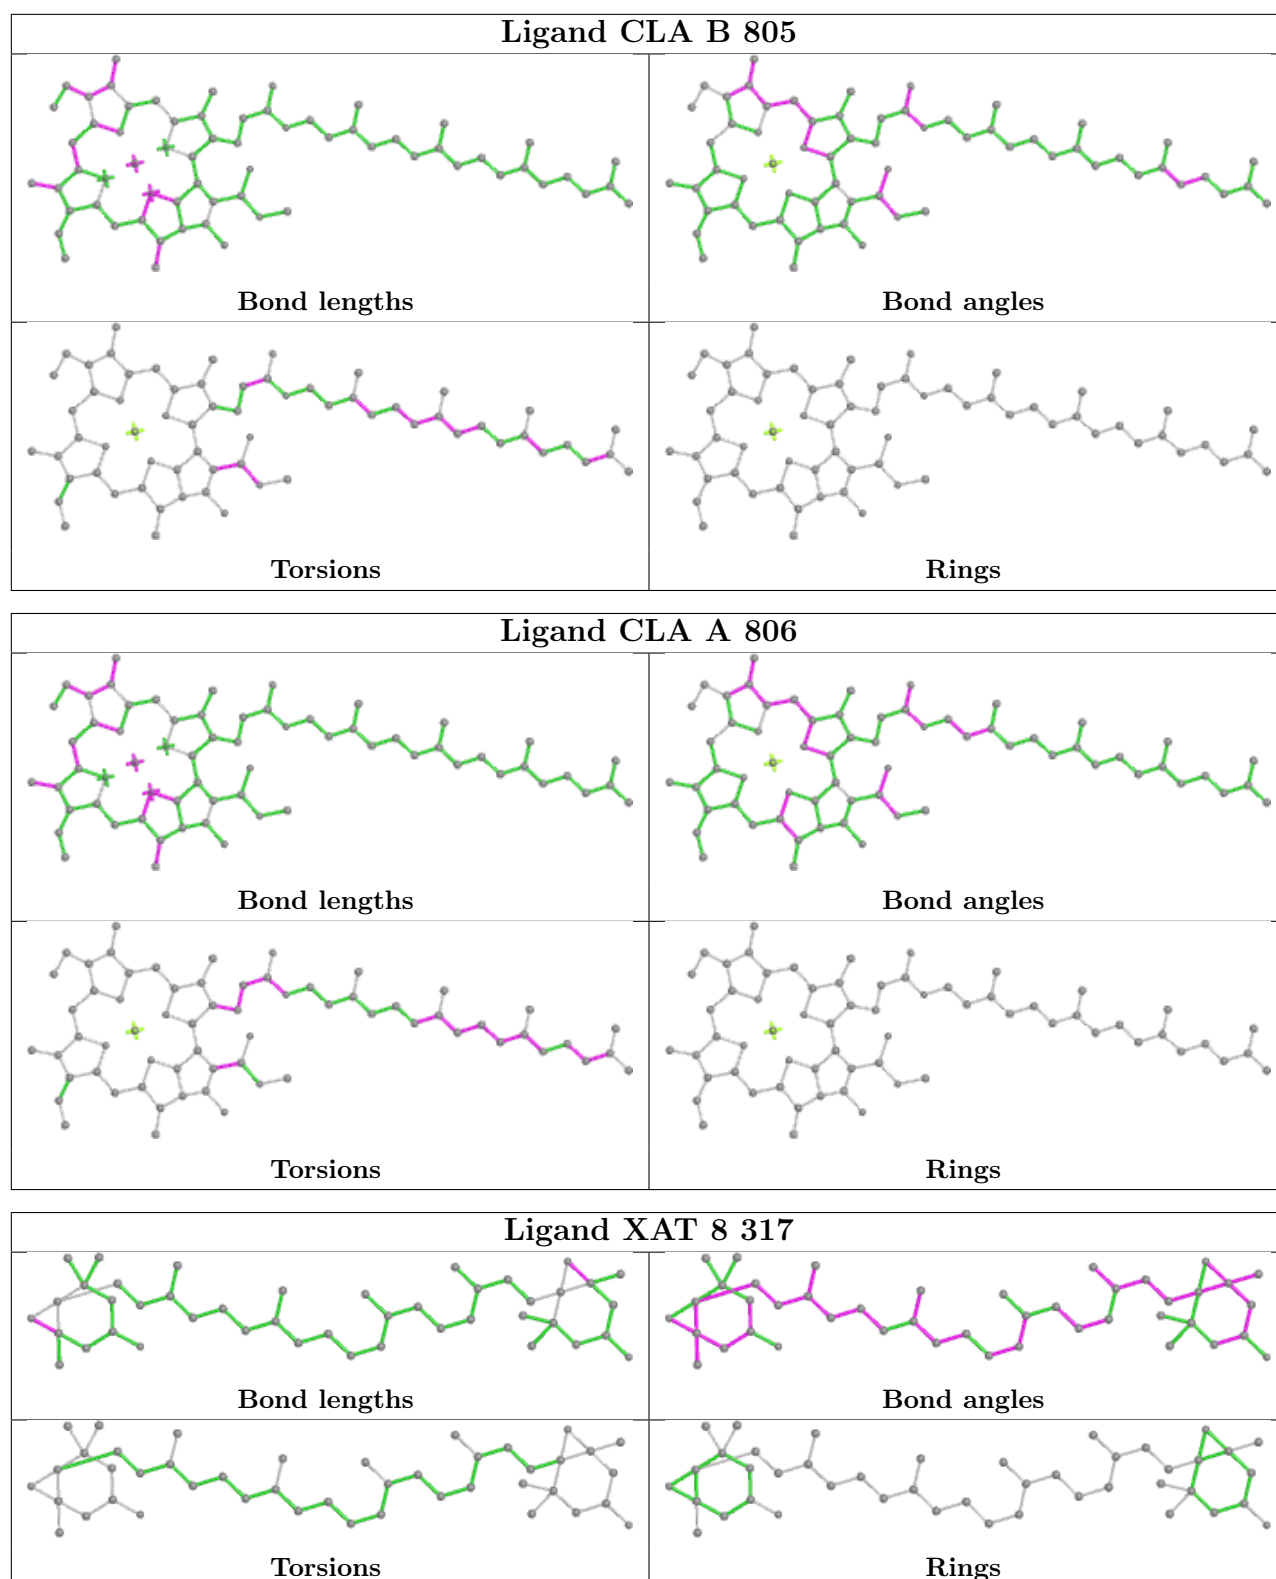 Ligand CLA B 805
Bond lengths
Bond angles
Torsions
Rings
Ligand CLA A 806
Bond lengths
Bond angles
Torsions
Rings
Ligand XAT 8 317
Bond lengths
Bond angles
Torsions
Rings